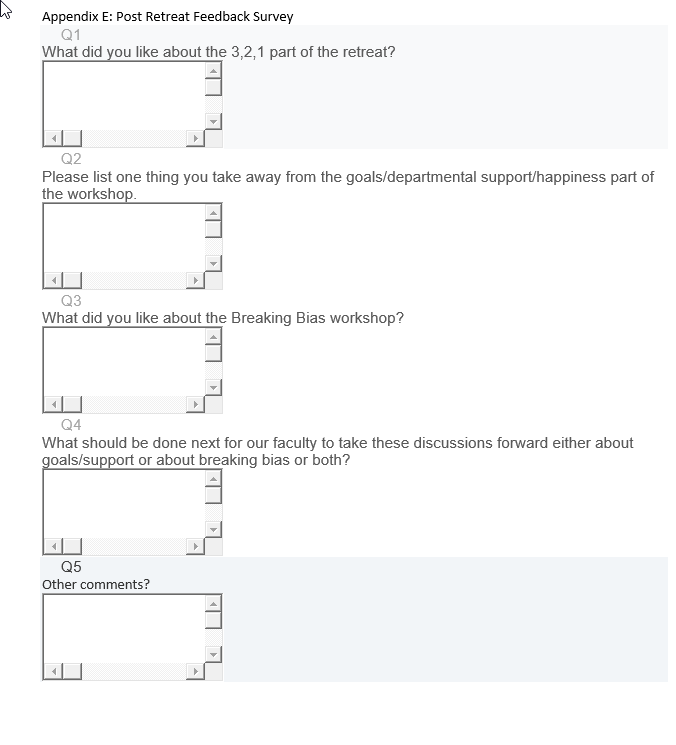 Appendix E: Post Retreat Feedback Survey
Q1
What did you like about the 3,2,1 part of the retreat?
Q2
Please list one thing you take away from the goals/departmental support/happiness part of
the workshop.
Q3
What did you like about the Breaking Bias workshop?
Q4
What should be done next for our faculty to take these discussions forward either about
goals/support or about breaking bias or both?
Q5
Other comments?